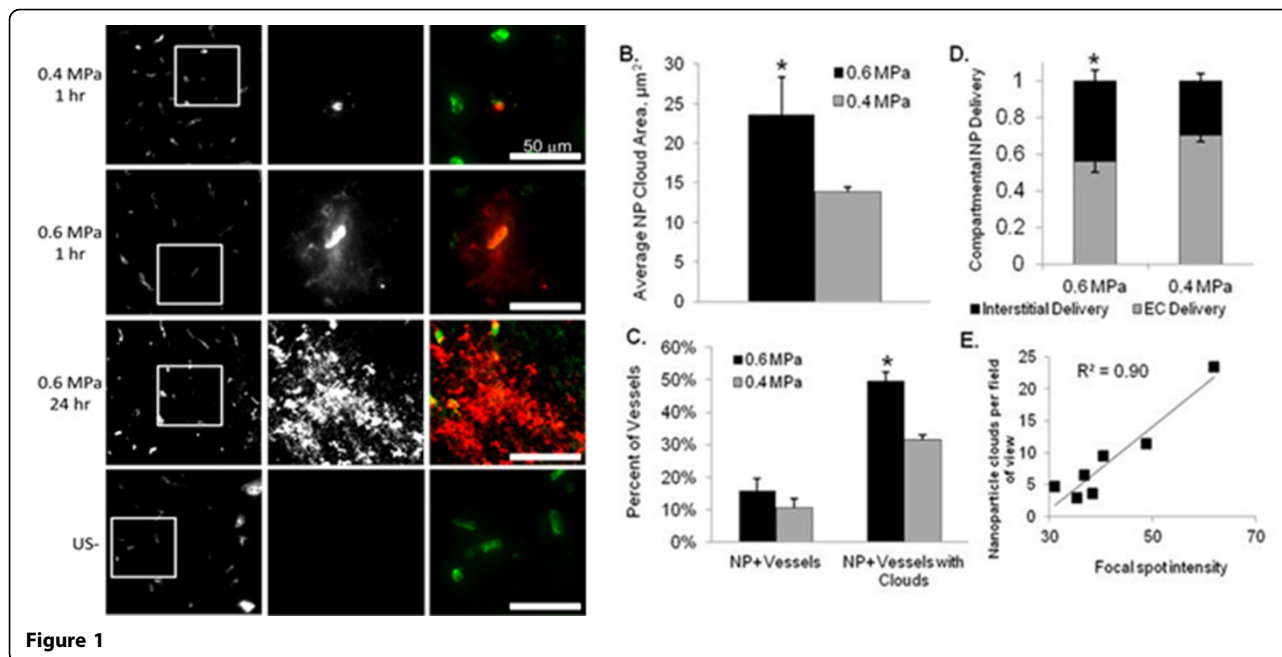 0.4 MPa
1 hr
50 μm
0.6 MPa
1 hr
0.6 MPa
24 hr
US-
B.
Average NP Cloud Area, μm²
30
25
20
15
10
5
0
*
0.6 MPa
0.4 MPa
C.
Percent of Vessels
60%
50%
40%
30%
20%
10%
0%
0.6 MPa
0.4 MPa
*
NP+ Vessels
NP+ Vessels with
Clouds
D.
Compartmental NP Delivery
1
0.8
0.6
0.4
0.2
0
*
0.6 MPa
0.4 MPa
Interstitial Delivery
EC Delivery
E.
Nanoparticle clouds per field
of view
25
20
15
10
5
0
R² = 0.90
30
50
70
Focal spot intensity
Figure 1